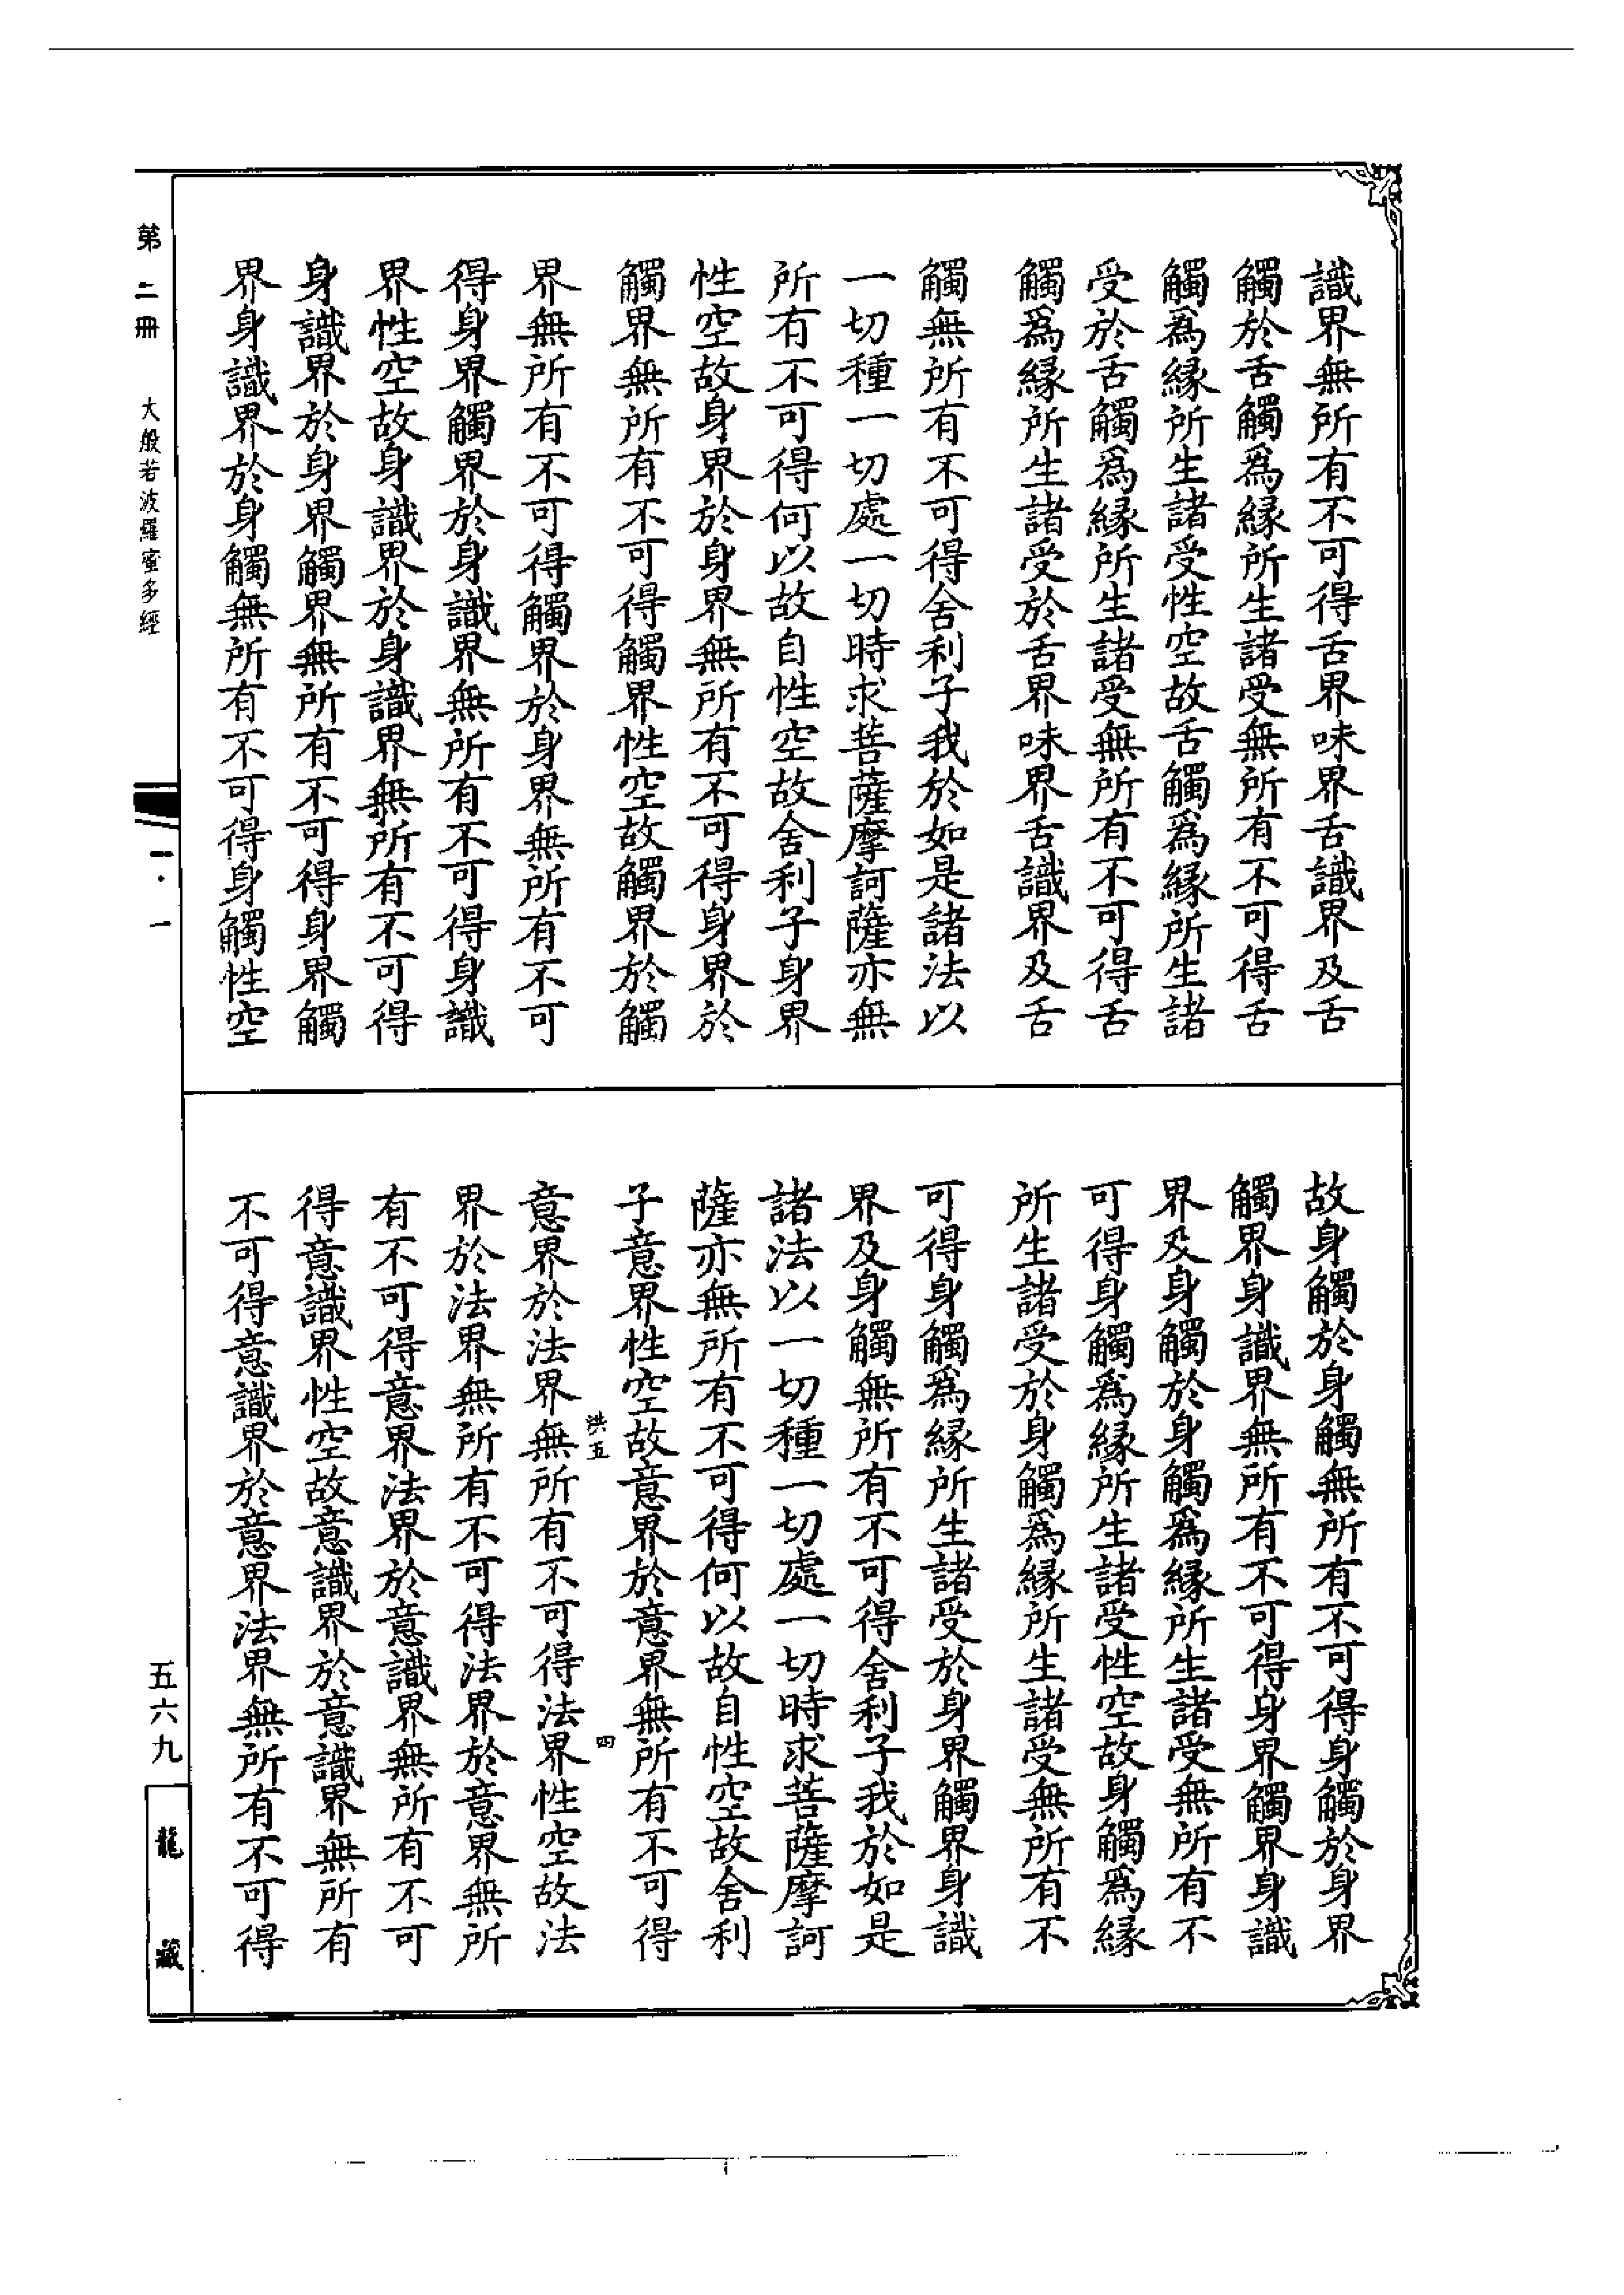 識界無所有不可得舌界味界舌識界及舌
觸於舌觸爲緣所生諸受無所有不可得舌
觸爲緣所生諸受性空故舌觸爲緣所生諸
受於舌觸爲緣所生諸受無所有不可得舌
觸爲緣所生諸受於舌界味界舌識界及舌
觸無所有不可得舍利子我於如是諸法以
一切種一切處一切時求菩薩摩訶薩亦無
所有不可得何以故自性空故舍利子身界
性空故身界於身界無所有不可得身界於
觸界無所有不可得觸界性空故觸界於觸
界無所有不可得觸界於身界無所有不可
得身界觸界於身識界無所有不可得身識
界性空故身識界於身識界無所有不可得
身識界於身界觸界無所有不可得身界觸
界身識界於身觸無所有不可得身觸性空
故身觸於身觸無所有不可得身觸於身界
觸界身識界無所有不可得身界觸界身識
界及身觸於身觸爲緣所生諸受無所有不
可得身觸爲緣所生諸受性空故身觸爲緣
所生諸受於身觸爲緣所生諸受無所有不
可得身觸爲緣所生諸受於身界觸界身識
界及身觸無所有不可得舍利子我於如是
諸法以一切種一切處一切時求菩薩摩訶
薩亦無所有不可得何以故自性空故舍利
子意界性空故意界於意界無所有不可得
洪五 四
意界於法界無所有不可得法界性空故法
界於法界無所有不可得法界於意界無所
有不可得意界法界於意識界無所有不可
得意識界性空故意識界於意識界無所有
不可得意識界於意界法界無所有不可得
第二冊 大般若波羅蜜多經 一·一 五六九
龍藏